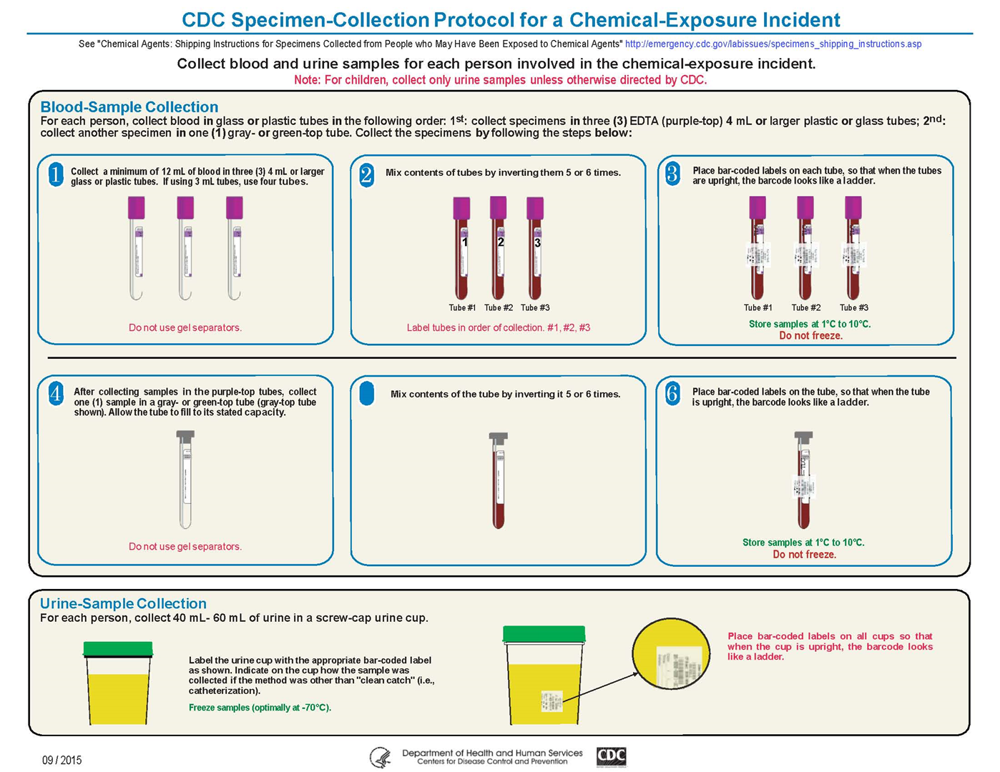 CDC Specimen-Collection Protocol for a Chemical-Exposure Incident
See "Chemical Agents: Shipping Instructions for Specimens Collected from People who May Have Been Exposed to Chemical Agents" http://emergency.cdc.gov/labissues/specimens_shipping_instructions.asp
Collect blood and urine samples for each person involved in the chemical-exposure incident.
Note: For children, collect only urine samples unless otherwise directed by CDC.
Blood-Sample Collection
For each person, collect blood in glass or plastic tubes in the following order: 1st: collect specimens in three (3) EDTA (purple-top) 4 mL or larger plastic or glass tubes; 2nd:
collect another specimen in one (1) gray- or green-top tube. Collect the specimens by following the steps below:
1
Collect a minimum of 12 mL of blood in three (3) 4 mL or larger
glass or plastic tubes. If using 3 mL tubes, use four tubes.
Do not use gel separators.
2
Mix contents of tubes by inverting them 5 or 6 times.
1 2 3
Tube #1 Tube #2 Tube #3
Label tubes in order of collection. #1, #2, #3
3
Place bar-coded labels on each tube, so that when the tubes
are upright, the barcode looks like a ladder.
Tube #1 Tube #2 Tube #3
Store samples at 1°C to 10°C.
Do not freeze.
4
After collecting samples in the purple-top tubes, collect
one (1) sample in a gray- or green-top tube (gray-top tube
shown). Allow the tube to fill to its stated capacity.
Do not use gel separators.
Mix contents of the tube by inverting it 5 or 6 times.
6
Place bar-coded labels on the tube, so that when the tube
is upright, the barcode looks like a ladder.
Store samples at 1°C to 10°C.
Do not freeze.
Urine-Sample Collection
For each person, collect 40 mL- 60 mL of urine in a screw-cap urine cup.
Label the urine cup with the appropriate bar-coded label
as shown. Indicate on the cup how the sample was
collected if the method was other than "clean catch" (i.e.,
catheterization).
Freeze samples (optimally at -70°C).
Place bar-coded labels on all cups so that
when the cup is upright, the barcode looks
like a ladder.
09 / 2015
Department of Health and Human Services
Centers for Disease Control and Prevention
CDC